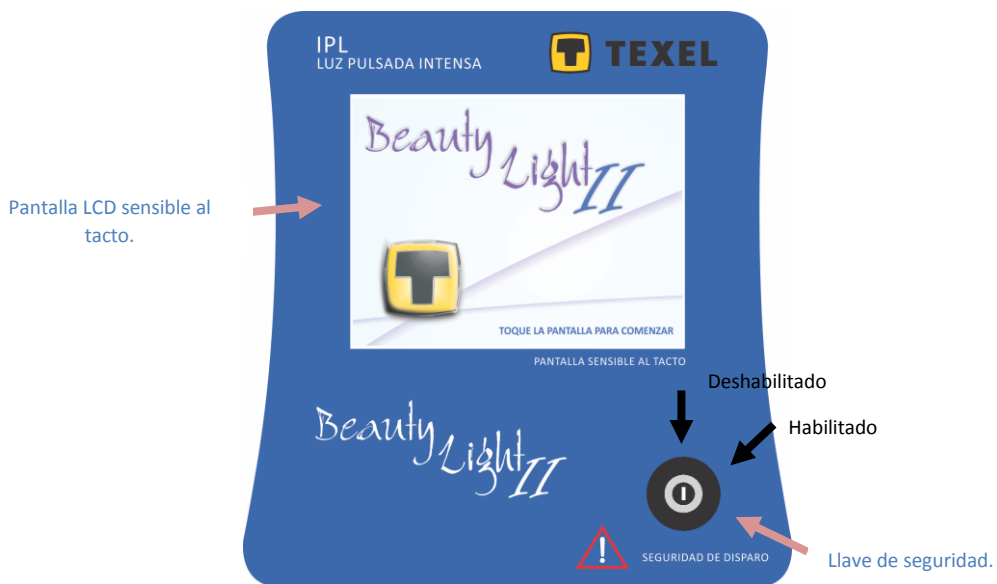 IPL
LUZ PULSADA INTENSA
TEXEL
Beauty Light II
Pantalla LCD sensible al
tacto.
TOQUE LA PANTALLA PARA COMENZAR
PANTALLA SENSIBLE AL TACTO
Deshabilitado
Habilitado
Beauty Light II
SEGURIDAD DE DISPARO
Llave de seguridad.